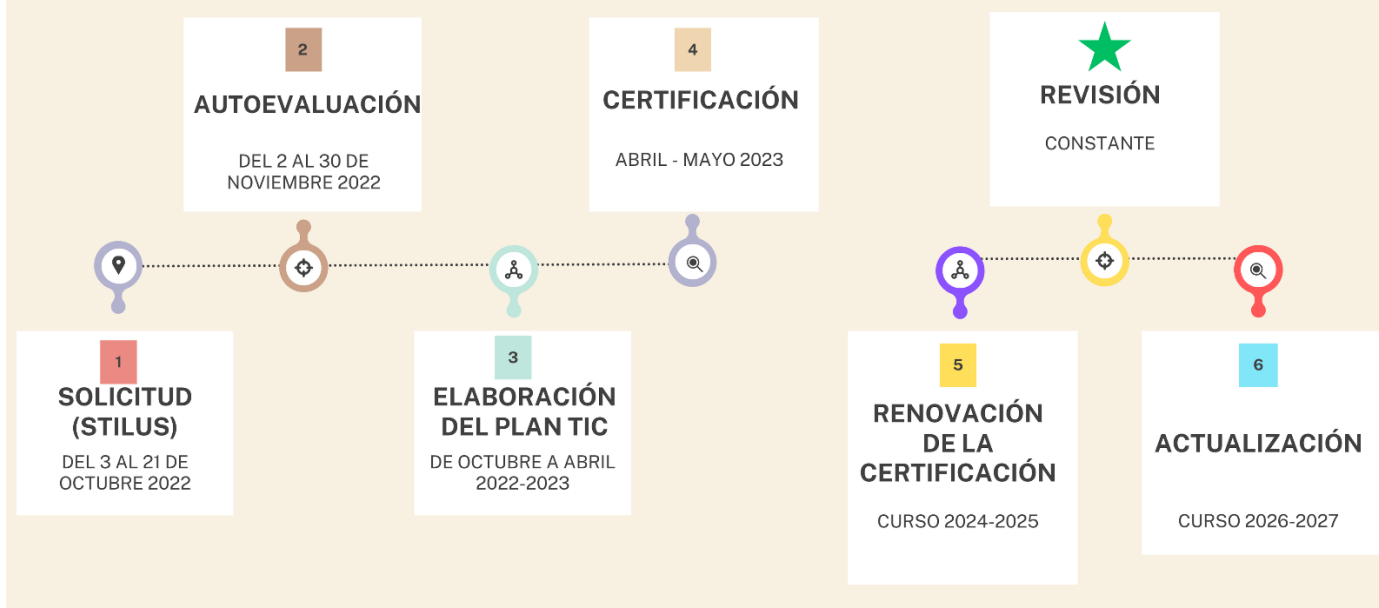 1
SOLICITUD
(STILUS)
DEL 3 AL 21 DE
OCTUBRE 2022
2
AUTOEVALUACIÓN
DEL 2 AL 30 DE
NOVIEMBRE 2022
3
ELABORACIÓN
DEL PLAN TIC
DE OCTUBRE A ABRIL
2022-2023
4
CERTIFICACIÓN
ABRIL - MAYO 2023
5
RENOVACIÓN
DE LA
CERTIFICACIÓN
CURSO 2024-2025
REVISIÓN
CONSTANTE
6
ACTUALIZACIÓN
CURSO 2026-2027